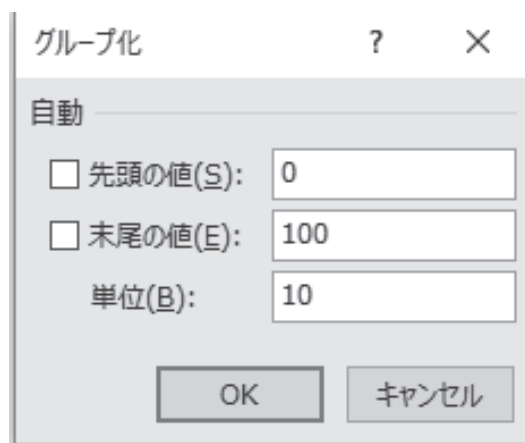 グループ化 ? ×
自動
先頭の値(S): 0
末尾の値(E): 100
単位(B): 10
OK キャンセル